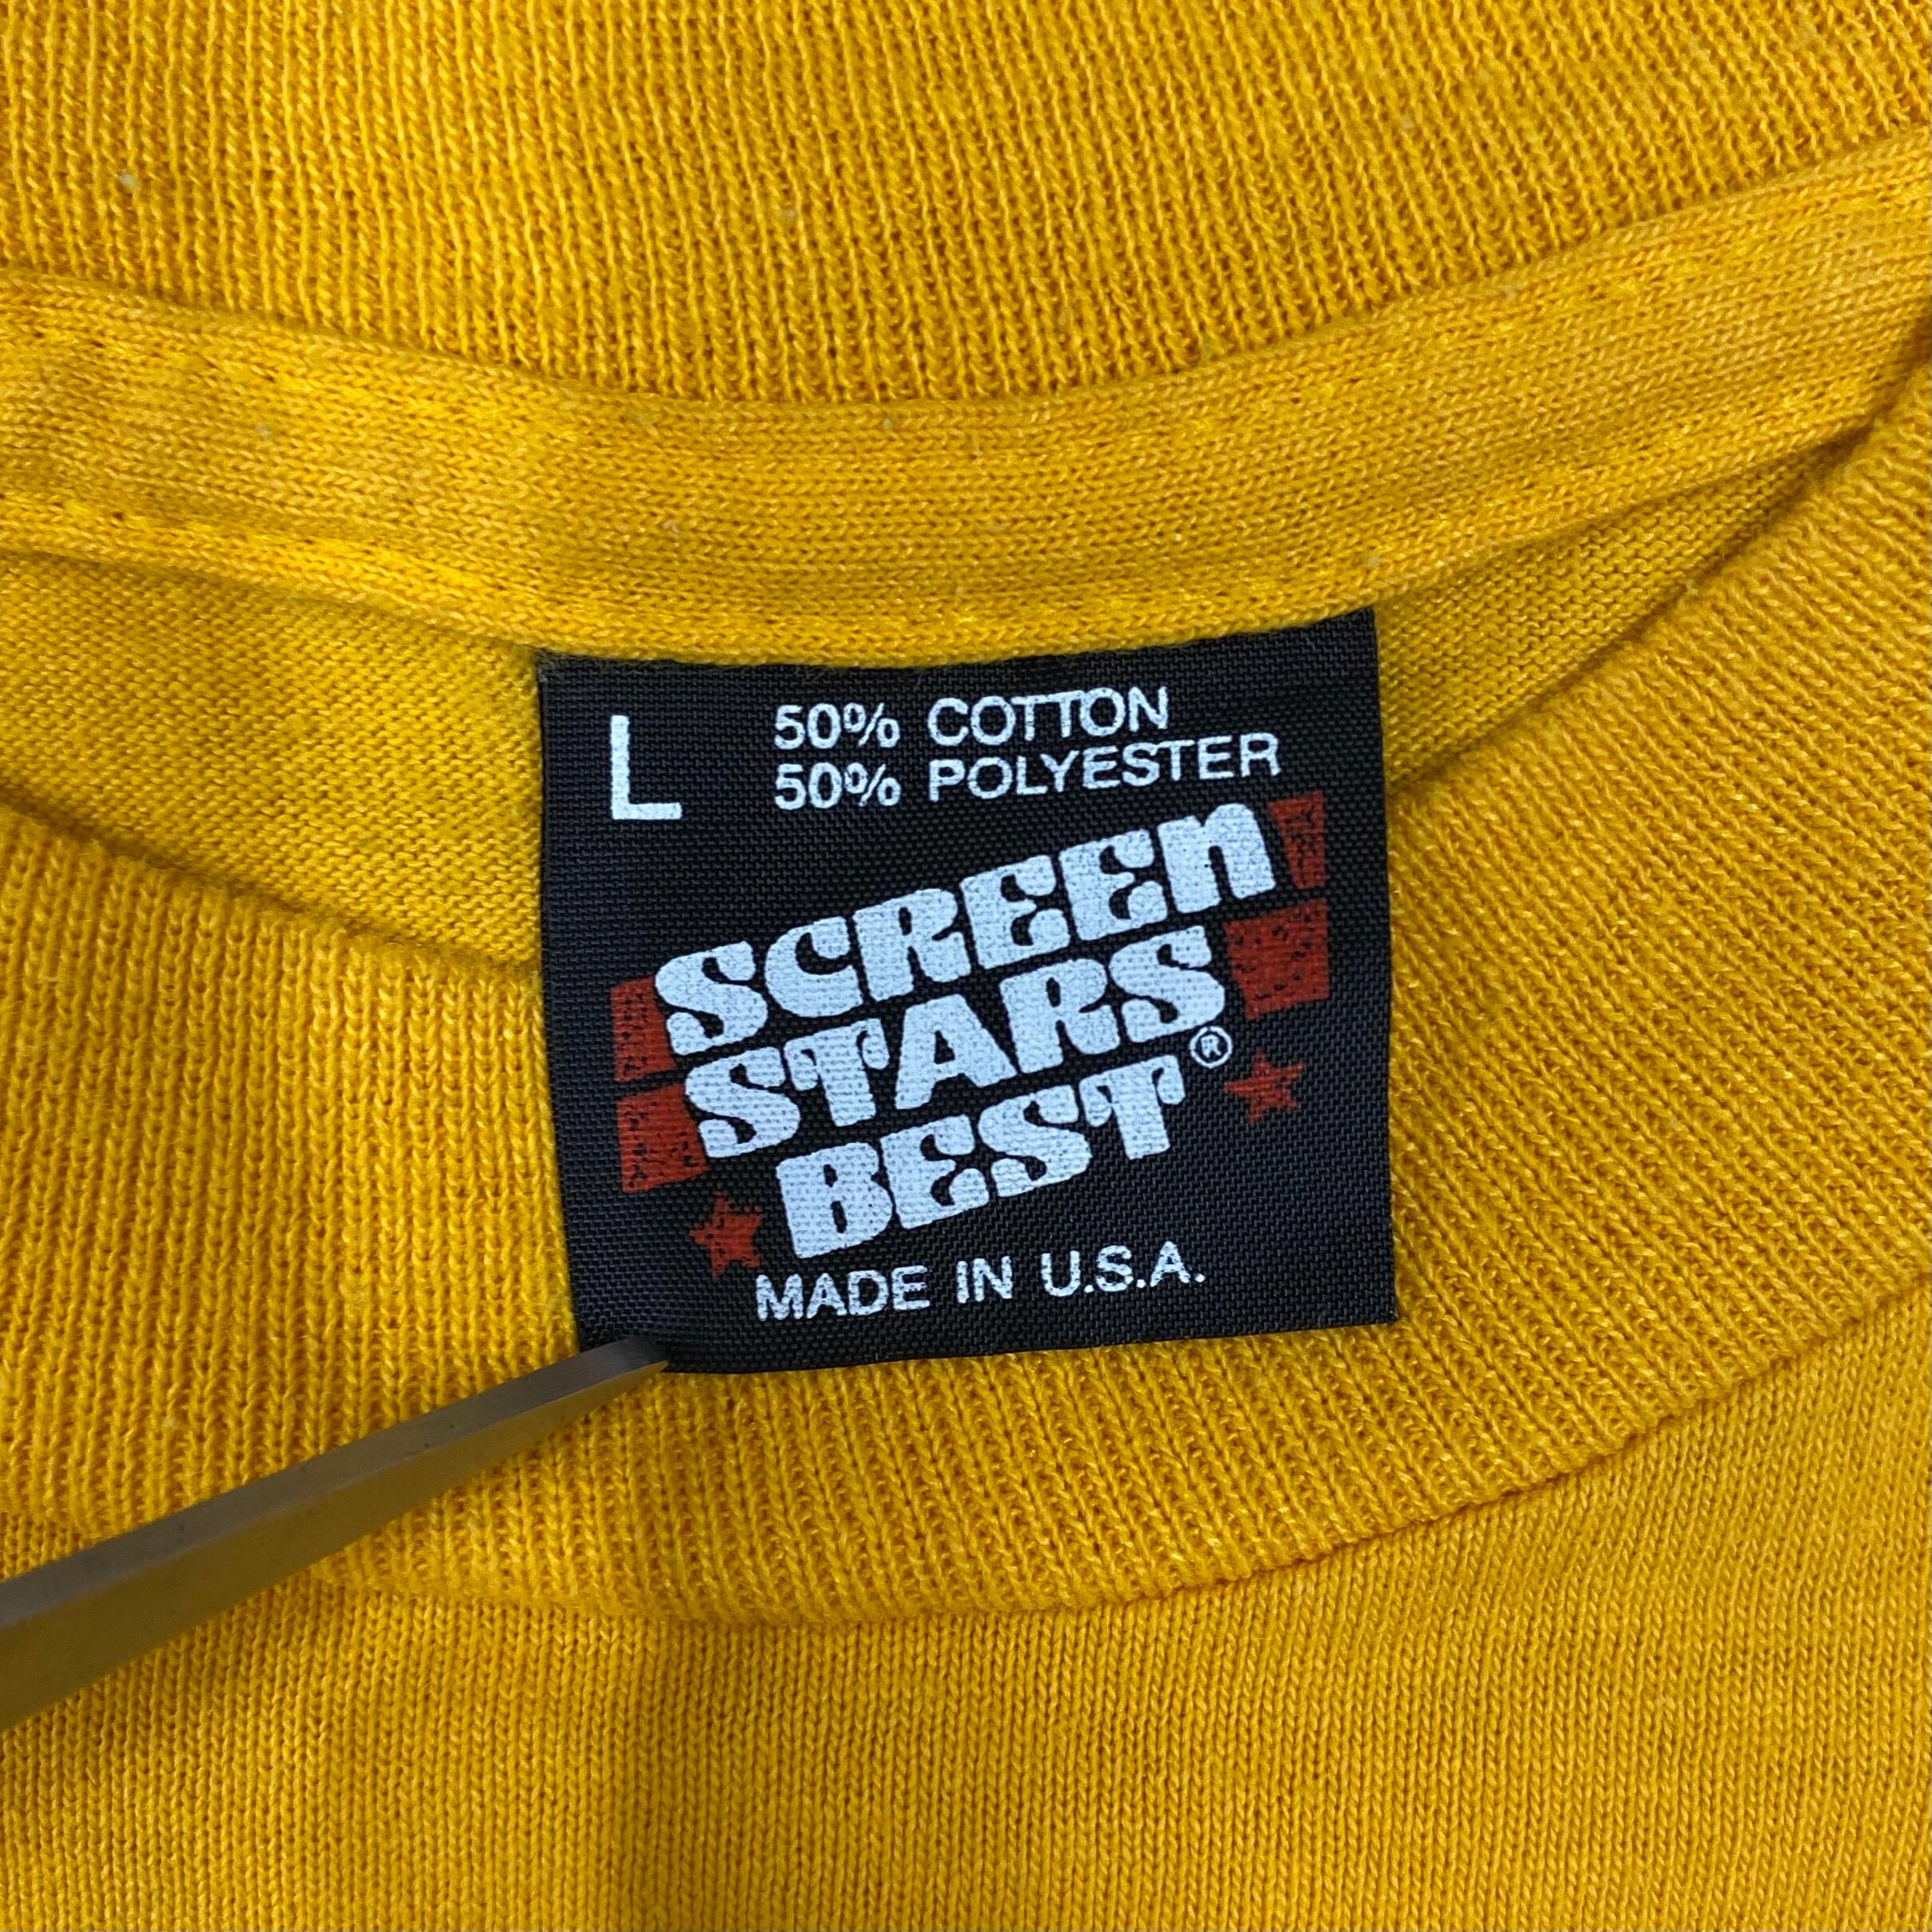 L
50% COTTON
50% POLYESTER
SCREEN
STARS
BEST®
MADE IN U.S.A.